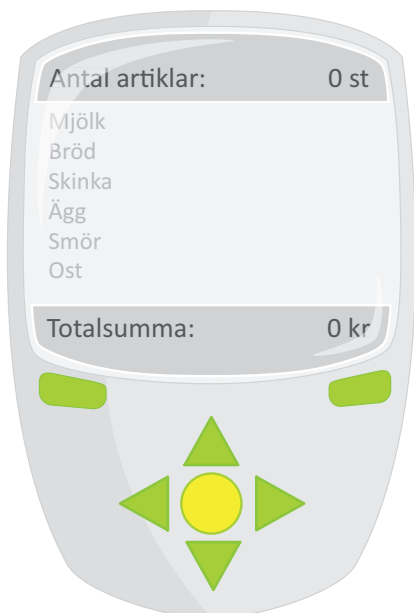 Antal artiklar: 0 st
Mjölk
Bröd
Skinka
Ägg
Smör
Ost
Totalsumma: 0 kr